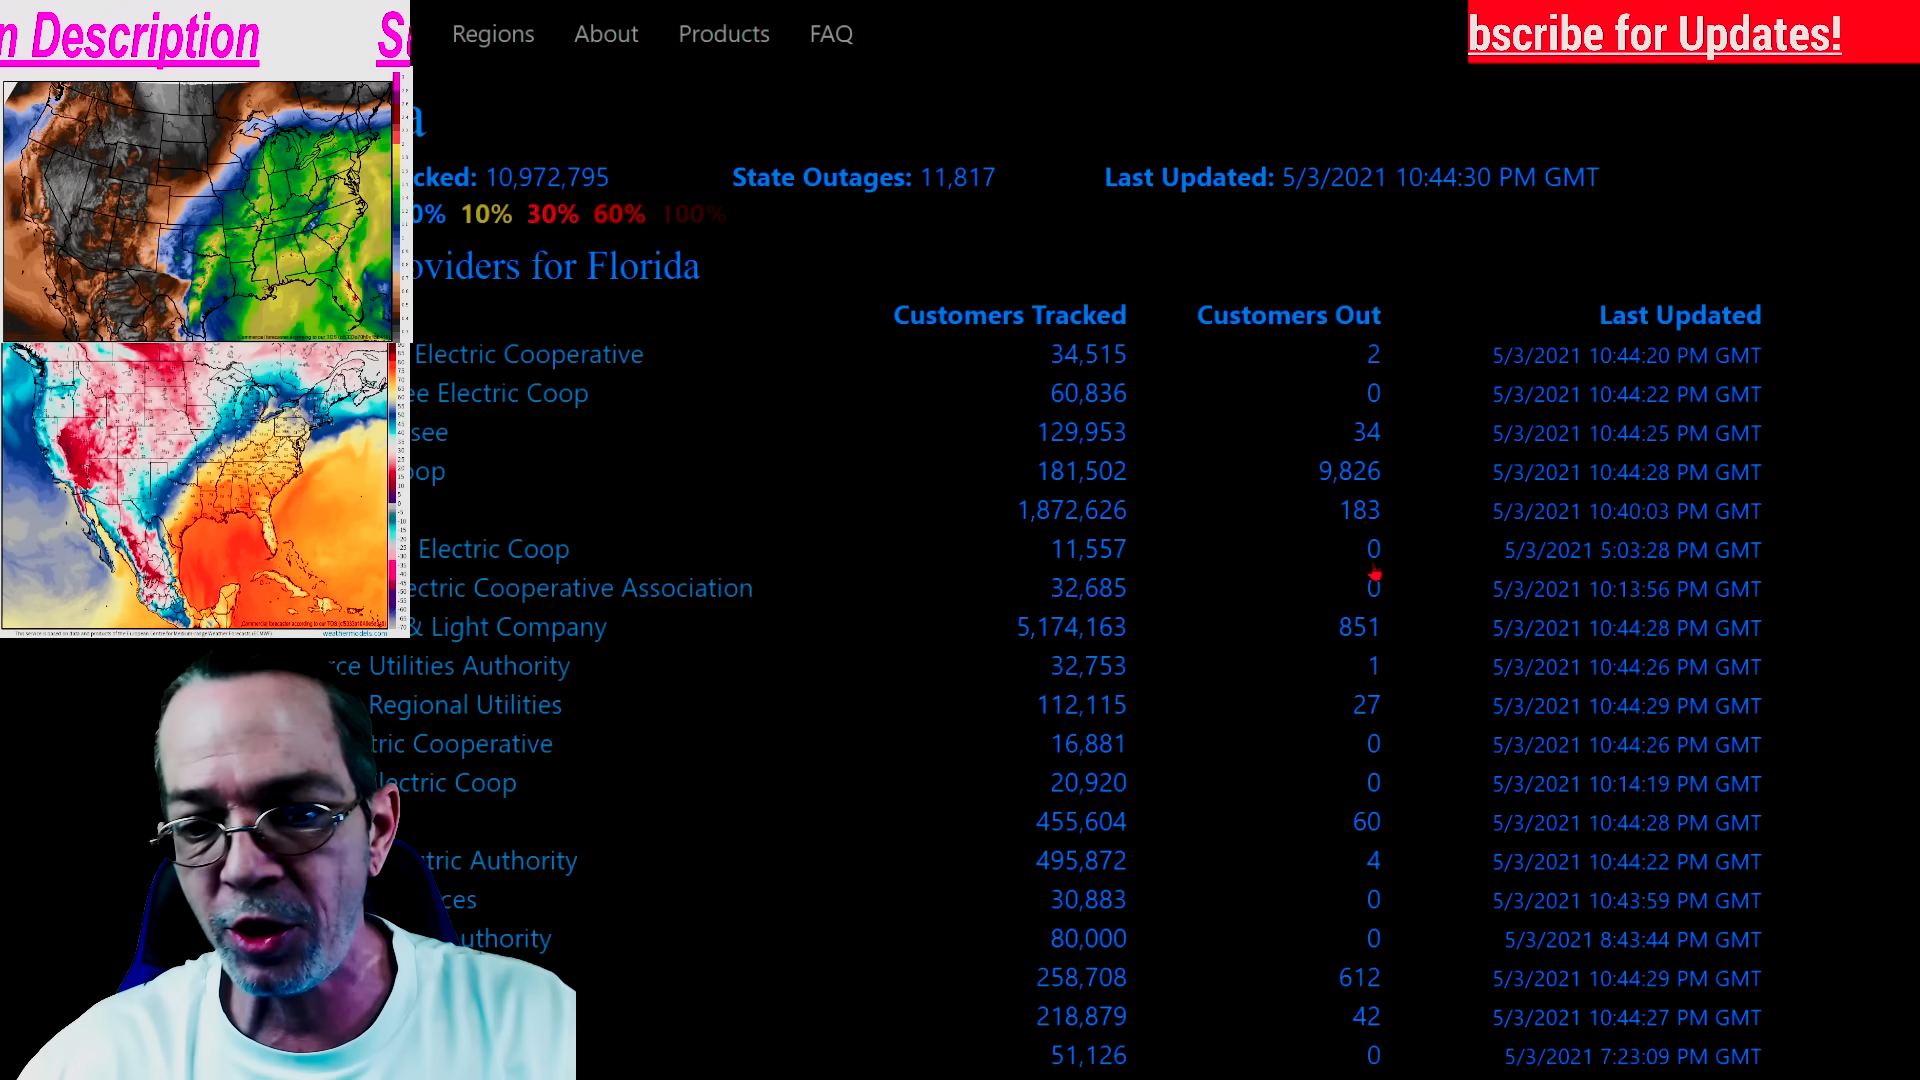 n Description
Regions About Products FAQ
bscribe for Updates!
a
cked: 10,972,795 State Outages: 11,817 Last Updated: 5/3/2021 10:44:30 PM GMT
0% 10% 30% 60% 100%
oviders for Florida
Customers Tracked Customers Out Last Updated
Electric Cooperative 34,515 2 5/3/2021 10:44:20 PM GMT
ee Electric Coop 60,836 0 5/3/2021 10:44:22 PM GMT
see 129,953 34 5/3/2021 10:44:25 PM GMT
oop 181,502 9,826 5/3/2021 10:44:28 PM GMT
1,872,626 183 5/3/2021 10:40:03 PM GMT
Electric Coop 11,557 0 5/3/2021 5:03:28 PM GMT
ectric Cooperative Association 32,685 0 5/3/2021 10:13:56 PM GMT
& Light Company 5,174,163 851 5/3/2021 10:44:28 PM GMT
weathermodels.com
rce Utilities Authority 32,753 1 5/3/2021 10:44:26 PM GMT
Regional Utilities 112,115 27 5/3/2021 10:44:29 PM GMT
tric Cooperative 16,881 0 5/3/2021 10:44:26 PM GMT
lectric Coop 20,920 0 5/3/2021 10:14:19 PM GMT
455,604 60 5/3/2021 10:44:28 PM GMT
tric Authority 495,872 4 5/3/2021 10:44:22 PM GMT
ces 30,883 0 5/3/2021 10:43:59 PM GMT
uthority 80,000 0 5/3/2021 8:43:44 PM GMT
258,708 612 5/3/2021 10:44:29 PM GMT
218,879 42 5/3/2021 10:44:27 PM GMT
51,126 0 5/3/2021 7:23:09 PM GMT